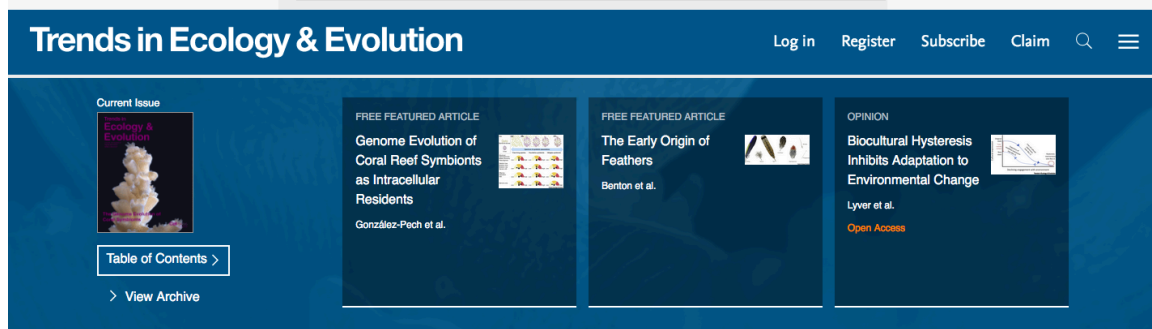 Trends in Ecology & Evolution
Log in Register Subscribe Claim
Current Issue
Trends in
Ecology &
Evolution
Table of Contents >
> View Archive
FREE FEATURED ARTICLE
Genome Evolution of
Coral Reef Symbionts
as Intracellular
Residents
González-Pech et al.
FREE FEATURED ARTICLE
The Early Origin of
Feathers
Benton et al.
OPINION
Biocultural Hysteresis
Inhibits Adaptation to
Environmental Change
Lyver et al.
Open Access